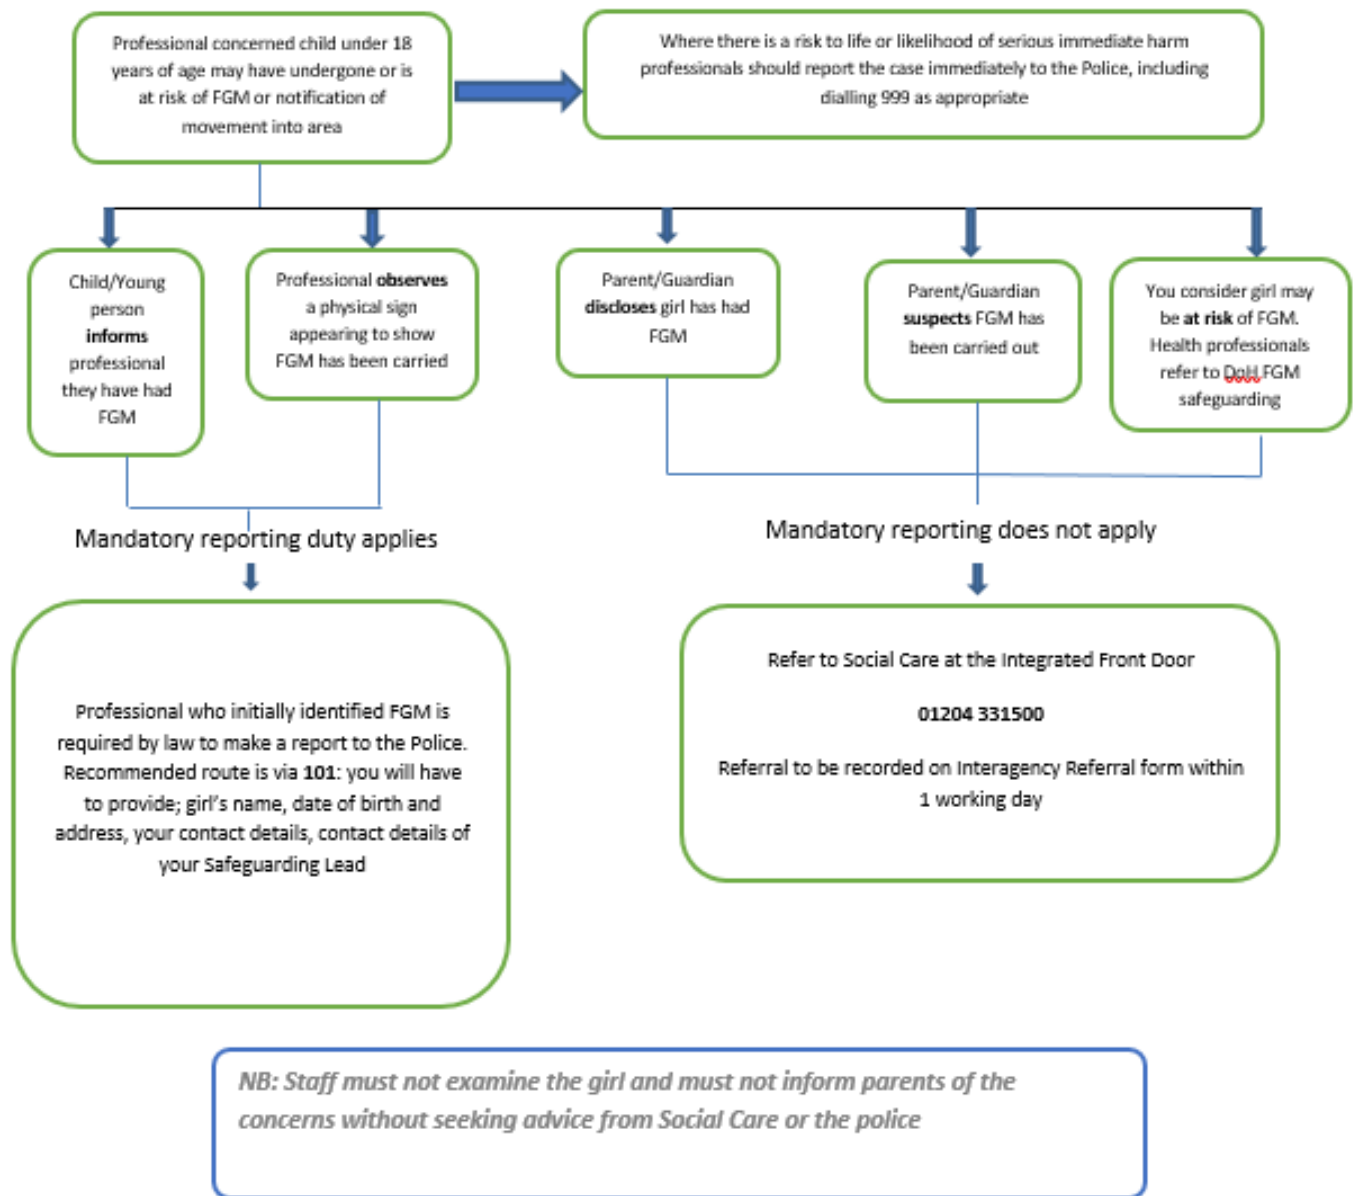 Professional concerned child under 18
years of age may have undergone or is
at risk of FGM or notification of
movement into area
Where there is a risk to life or likelihood of serious immediate harm
professionals should report the case immediately to the Police, including
dialling 999 as appropriate
Child/Young
person
informs
professional
they have had
FGM
Professional observes
a physical sign
appearing to show
FGM has been carried
Parent/Guardian
discloses girl has had
FGM
Parent/Guardian
suspects FGM has
been carried out
You consider girl may
be at risk of FGM.
Health professionals
refer to DoH FGM
safeguarding
Mandatory reporting duty applies
Mandatory reporting does not apply
Professional who initially identified FGM is
required by law to make a report to the Police.
Recommended route is via 101: you will have
to provide; girl's name, date of birth and
address, your contact details, contact details of
your Safeguarding Lead
Refer to Social Care at the Integrated Front Door
01204 331500
Referral to be recorded on Interagency Referral form within
1 working day
NB: Staff must not examine the girl and must not inform parents of the
concerns without seeking advice from Social Care or the police